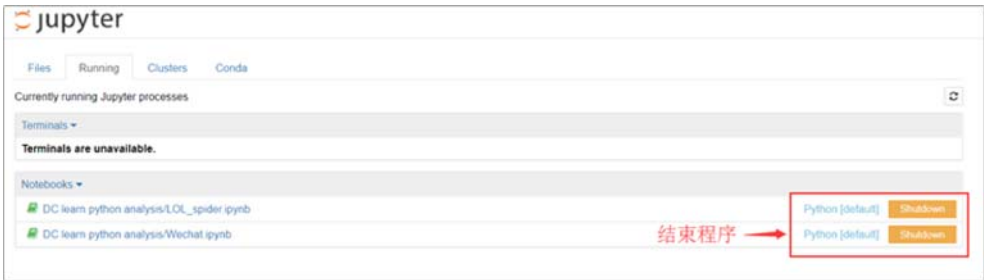 jupyter
Files Running Clusters Conda
Currently running Jupyter processes
Terminals
Terminals are unavailable.
Notebooks
DC learn python analysis/LOL_spider.ipynb Python [default] Shutdown
DC learn python analysis/Wechat.ipynb 结束程序 Python [default] Shutdown